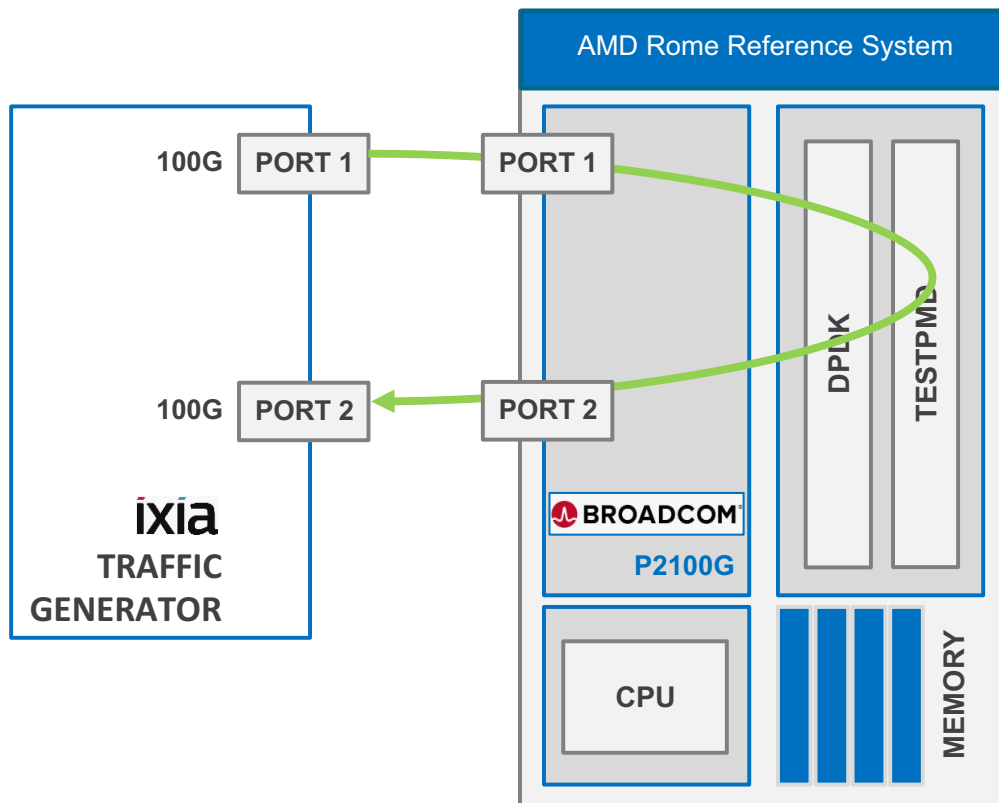 AMD Rome Reference System
100G
PORT 1
PORT 1
100G
PORT 2
PORT 2
DPDK
TESTPMD
ixia
TRAFFIC
GENERATOR
BROADCOM®
P2100G
CPU
MEMORY